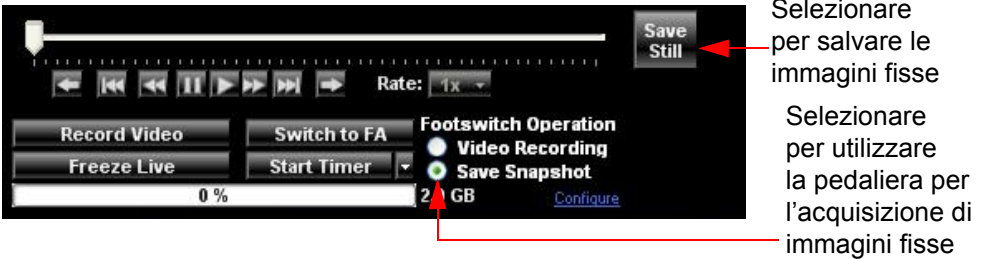 Selezionare
per salvare le
immagini fisse
Save
Still
Rate: 1x
Record Video
Switch to FA
Footswitch Operation
Video Recording
Freeze Live
Start Timer
Save Snapshot
0 %
GB
Configure
Selezionare
per utilizzare
la pedaliera per
l'acquisizione di
immagini fisse